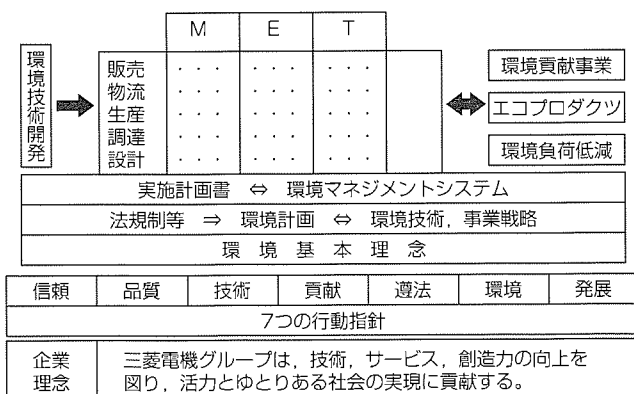 M E T
環境技術開発
販売 ・・・ ・・・ ・・・
物流 ・・・ ・・・ ・・・
生産 ・・・ ・・・ ・・・
調達 ・・・ ・・・ ・・・
設計 ・・・ ・・・ ・・・
環境貢献事業
エコプロダクツ
環境負荷低減
実施計画書 ⇔ 環境マネジメントシステム
法規制等 ⇒ 環境計画 ⇔ 環境技術，事業戦略
環境基本理念
信頼 品質 技術 貢献 遵法 環境 発展
7つの行動指針
企業理念
三菱電機グループは，技術，サービス，創造力の向上を
図り，活力とゆとりある社会の実現に貢献する。